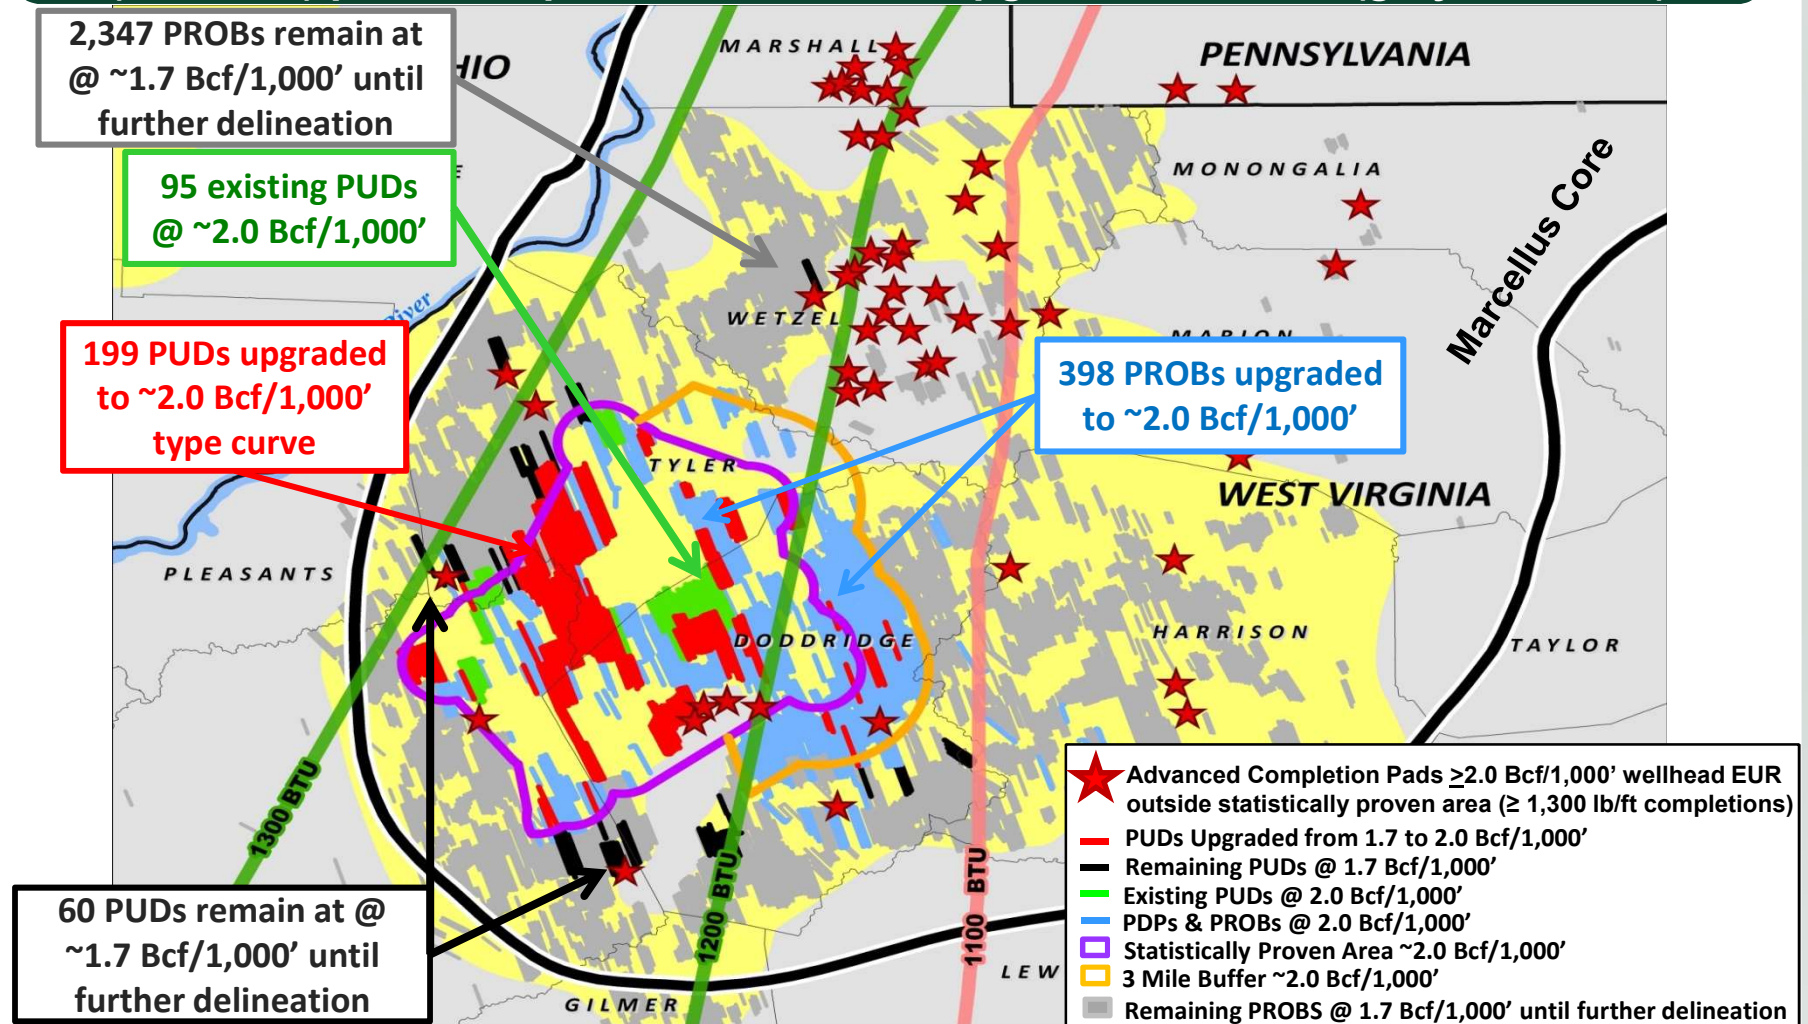 2,347 PROBs remain at
@ ~1.7 Bcf/1,000’ until
further delineation
HIO
MARSHALL
PENNSYLVANIA
95 existing PUDs
@ ~2.0 Bcf/1,000’
MONONGALIA
Marcellus Core
River
WETZEL
MARION
199 PUDs upgraded
to ~2.0 Bcf/1,000’
type curve
398 PROBs upgraded
to ~2.0 Bcf/1,000’
TYLER
WEST VIRGINIA
PLEASANTS
DODDRIDGE
HARRISON
TAYLOR
1300 BTU
1200 BTU
1100 BTU
60 PUDs remain at @
~1.7 Bcf/1,000’ until
further delineation
GILMER
LEW
Advanced Completion Pads ≥2.0 Bcf/1,000’ wellhead EUR
outside statistically proven area (≥ 1,300 lb/ft completions)
PUDs Upgraded from 1.7 to 2.0 Bcf/1,000’
Remaining PUDs @ 1.7 Bcf/1,000’
Existing PUDs @ 2.0 Bcf/1,000’
PDPs & PROBs @ 2.0 Bcf/1,000’
Statistically Proven Area ~2.0 Bcf/1,000’
3 Mile Buffer ~2.0 Bcf/1,000’
Remaining PROBS @ 1.7 Bcf/1,000’ until further delineation